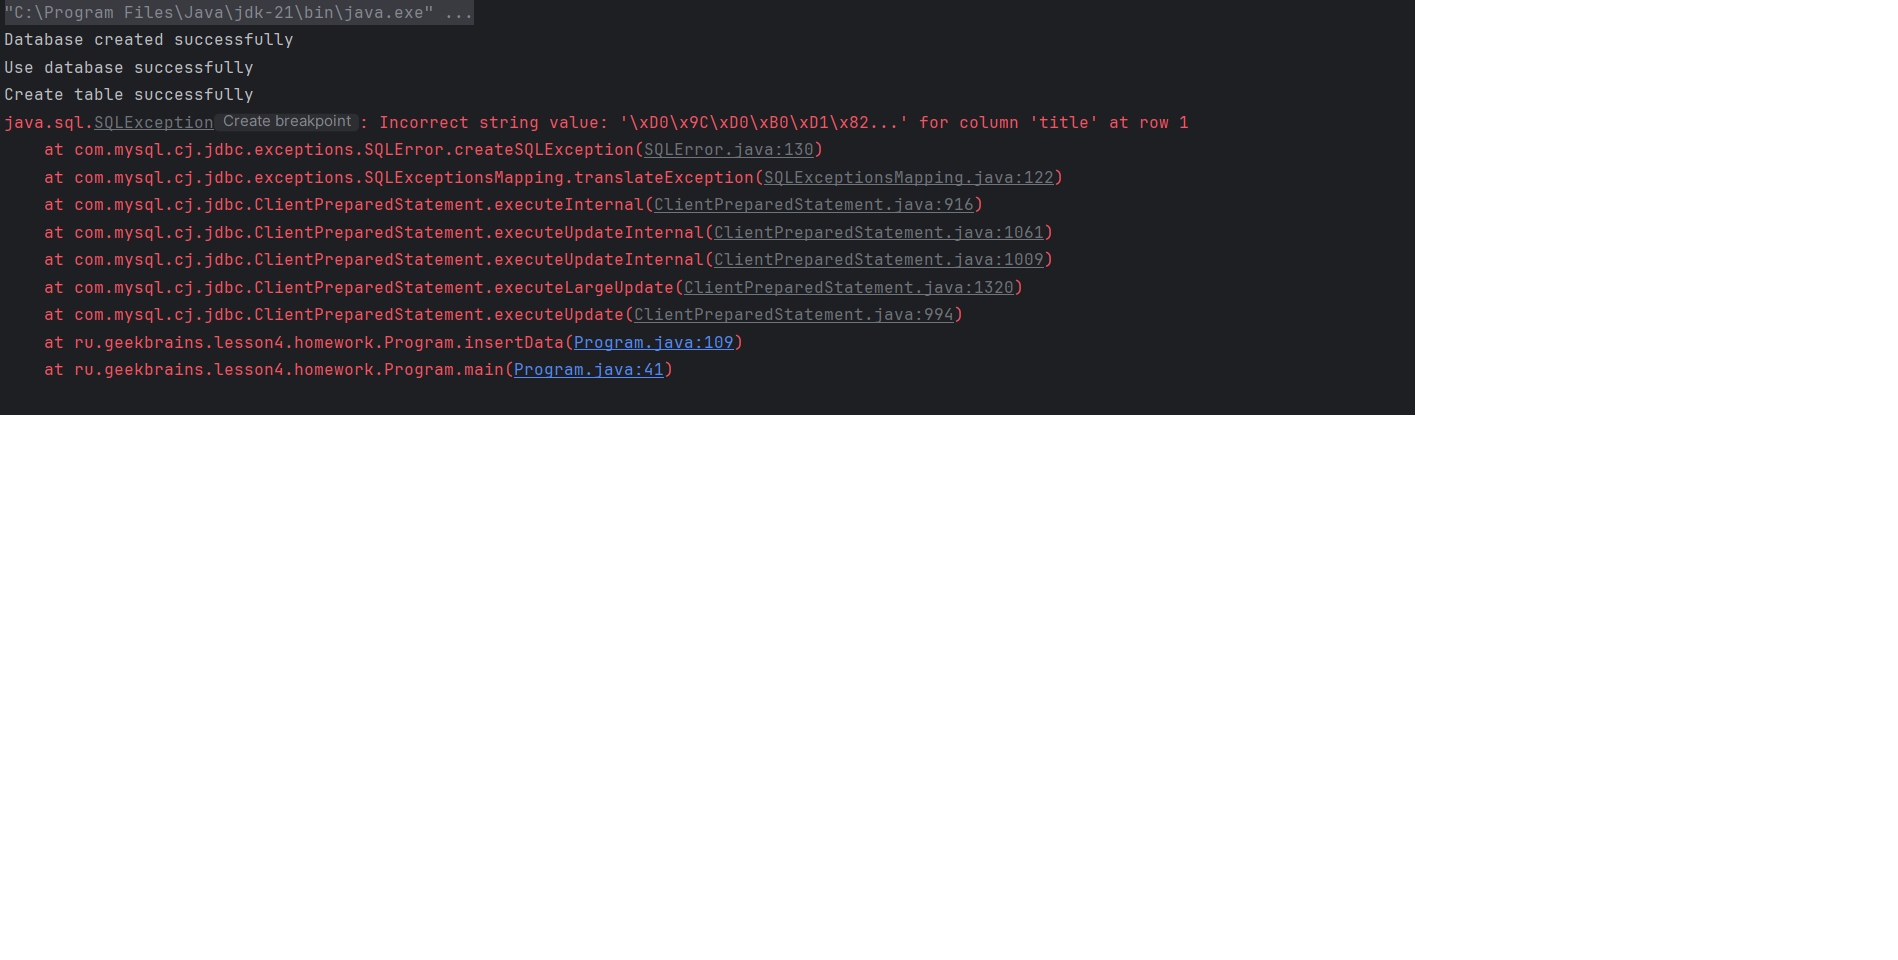 "C:\Program Files\Java\jdk-21\bin\java.exe" ...
Database created successfully
Use database successfully
Create table successfully
java.sql.SQLException Create breakpoint : Incorrect string value: '\xD0\x9C\xD0\xB0\xD1\x82...' for column 'title' at row 1
    at com.mysql.cj.jdbc.exceptions.SQLError.createSQLException(SQLError.java:130)
    at com.mysql.cj.jdbc.exceptions.SQLExceptionsMapping.translateException(SQLExceptionsMapping.java:122)
    at com.mysql.cj.jdbc.ClientPreparedStatement.executeInternal(ClientPreparedStatement.java:916)
    at com.mysql.cj.jdbc.ClientPreparedStatement.executeUpdateInternal(ClientPreparedStatement.java:1061)
    at com.mysql.cj.jdbc.ClientPreparedStatement.executeUpdateInternal(ClientPreparedStatement.java:1009)
    at com.mysql.cj.jdbc.ClientPreparedStatement.executeLargeUpdate(ClientPreparedStatement.java:1320)
    at com.mysql.cj.jdbc.ClientPreparedStatement.executeUpdate(ClientPreparedStatement.java:994)
    at ru.geekbrains.lesson4.homework.Program.insertData(Program.java:109)
    at ru.geekbrains.lesson4.homework.Program.main(Program.java:41)